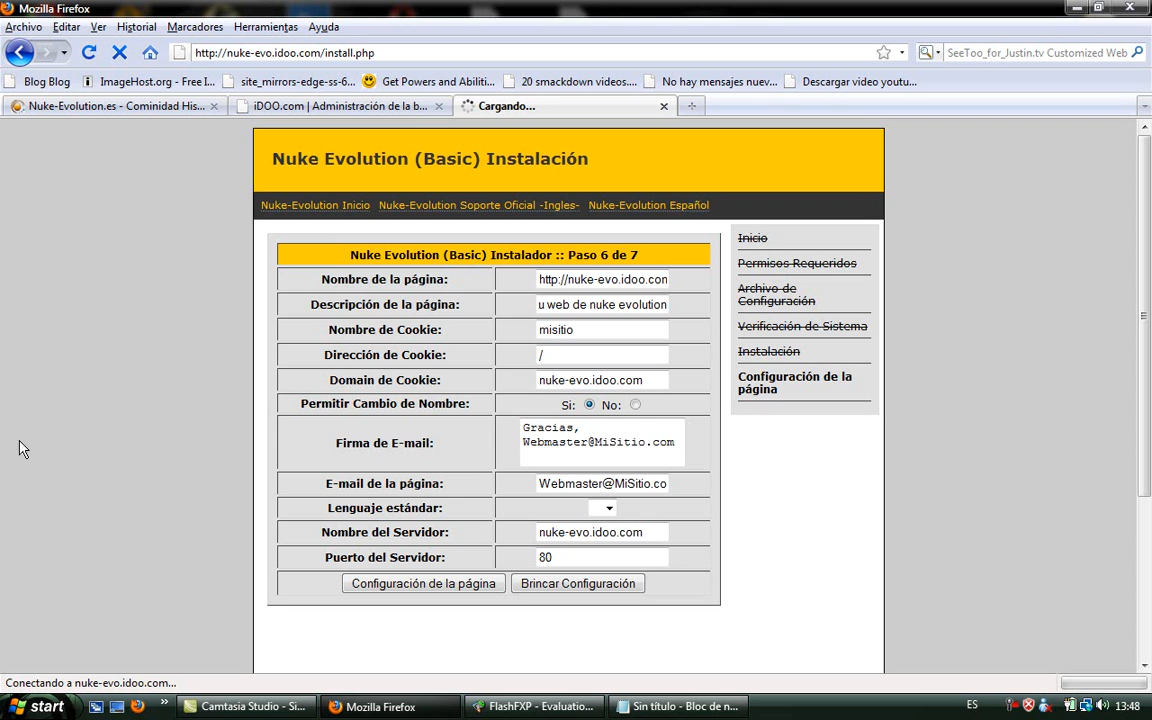 Mozilla Firefox
Archivo Editar Ver Historial Marcadores Herramientas Ayuda
http://nuke-evo.idoo.com/install.php
SeeToo_for_Justin.tv Customized Web
Blog Blog ImageHost.org - Free I... site_mirrors-edge-ss-6... Get Powers and Abiliti... 20 smackdown videos... No hay mensajes nuev... Descargar video youtu...
Nuke-Evolution.es - Cominidad His... iDOO.com | Administración de la b... Cargando...
Nuke Evolution (Basic) Instalación
Nuke-Evolution Inicio Nuke-Evolution Soporte Oficial -Ingles- Nuke-Evolution Español
Nuke Evolution (Basic) Instalador :: Paso 6 de 7
Nombre de la página: http://nuke-evo.idoo.con
Descripción de la página: u web de nuke evolution
Nombre de Cookie: misitio
Dirección de Cookie: /
Domain de Cookie: nuke-evo.idoo.com
Permitir Cambio de Nombre: Si: No:
Firma de E-mail: Gracias,
Webmaster@MiSitio.com
E-mail de la página: Webmaster@MiSitio.co
Lenguaje estándar:
Nombre del Servidor: nuke-evo.idoo.com
Puerto del Servidor: 80
Configuración de la página Brincar Configuración
Inicio
Permisos Requeridos
Archivo de
Configuración
Verificación de Sistema
Instalación
Configuración de la
página
Conectando a nuke-evo.idoo.com...
start Camtasia Studio - Si... Mozilla Firefox FlashFXP - Evaluatio... Sin título - Bloc de n... ES 13:48